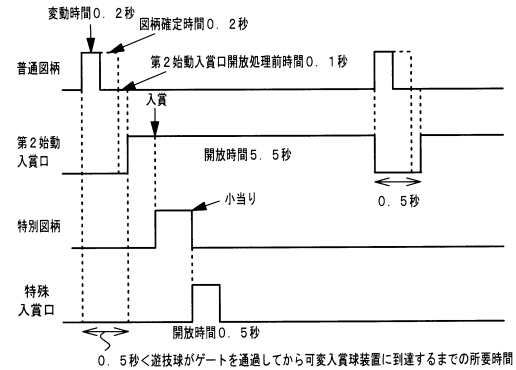 変動時間０．２秒
図柄確定時間０．２秒
第２始動入賞口開放処理前時間０．１秒
普通図柄
入賞
第２始動
入賞口
開放時間５．５秒
０．５秒
小当り
特別図柄
特殊
入賞口
開放時間０．５秒
０．５秒＜遊技球がゲートを通過してから可変入賞球装置に到達するまでの所要時間